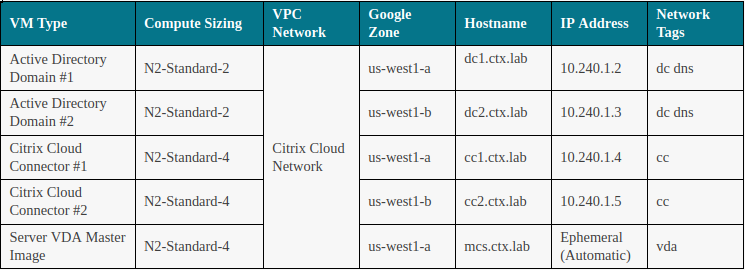 VM Type Compute Sizing VPC Network Google Zone Hostname IP Address Network Tags
Active Directory Domain #1 N2-Standard-2 Citrix Cloud Network us-west1-a dc1.ctx.lab 10.240.1.2 dc dns
Active Directory Domain #2 N2-Standard-2 us-west1-b dc2.ctx.lab 10.240.1.3 dc dns
Citrix Cloud Connector #1 N2-Standard-4 us-west1-a cc1.ctx.lab 10.240.1.4 cc
Citrix Cloud Connector #2 N2-Standard-4 us-west1-b cc2.ctx.lab 10.240.1.5 cc
Server VDA Master Image N2-Standard-4 us-west1-a mcs.ctx.lab Ephemeral (Automatic) vda